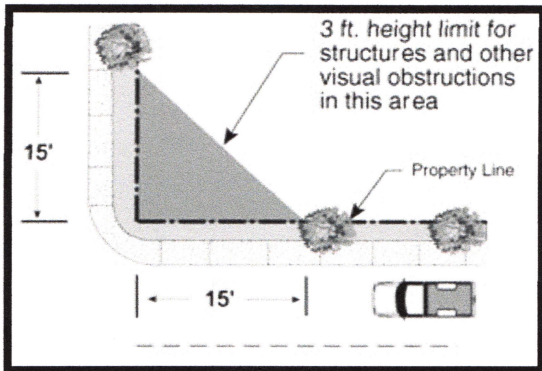 3 ft. height limit for
structures and other
visual obstructions
in this area
15'
Property Line
15'